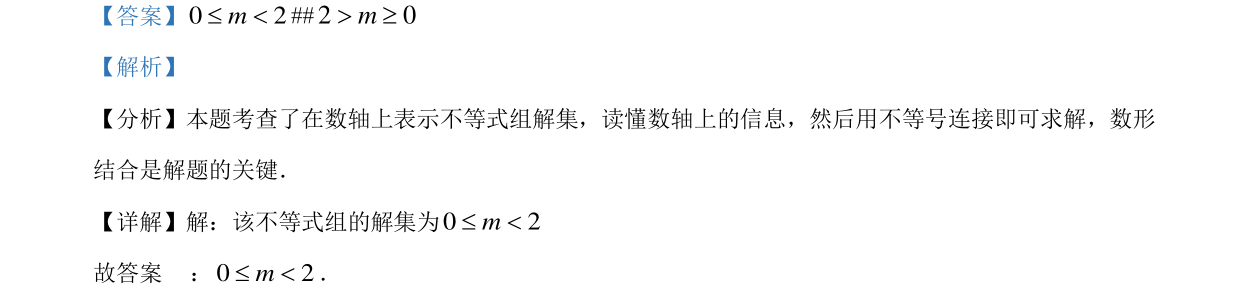 【答案】0≤m<2##2>m≥0
【解析】
【分析】本题考查了在数轴上表示不等式组解集，读懂数轴上的信息，然后用不等号连接即可求解，数形
结合是解题的关键．
【详解】解：该不等式组的解集为0≤m<2
故答案 ：0≤m<2．